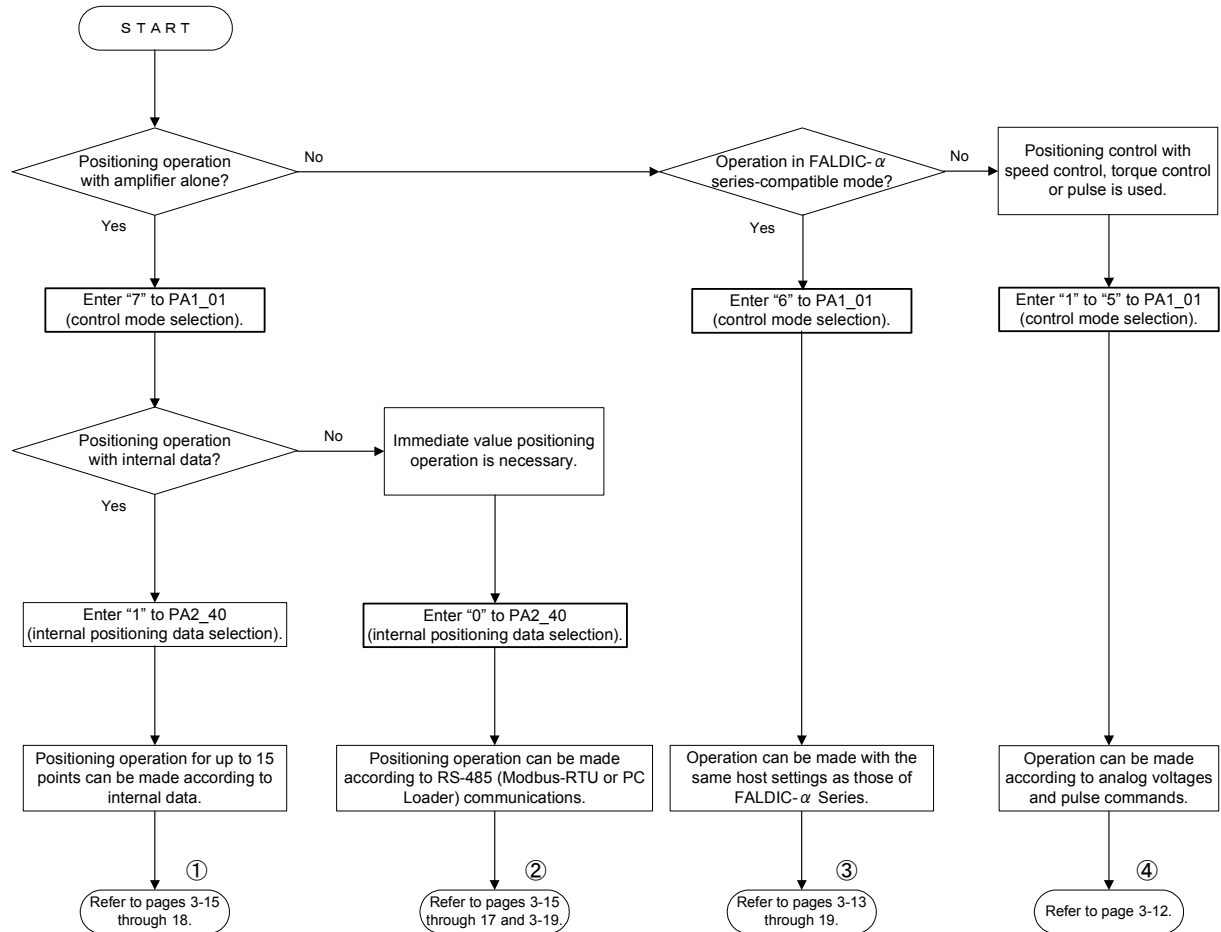 START
Positioning operation
with amplifier alone?
No
Yes
Operation in FALDIC-α
series-compatible mode?
No
Yes
Positioning control with
speed control, torque control
or pulse is used.
Enter “7” to PA1_01
(control mode selection).
Enter “6” to PA1_01
(control mode selection).
Enter “1” to “5” to PA1_01
(control mode selection).
Positioning operation
with internal data?
No
Yes
Immediate value positioning
operation is necessary.
Enter “1” to PA2_40
(internal positioning data selection).
Enter “0” to PA2_40
(internal positioning data selection).
Positioning operation for up to 15
points can be made according to
internal data.
Positioning operation can be made
according to RS-485 (Modbus-RTU or PC
Loader) communications.
Operation can be made with the
same host settings as those of
FALDIC-α Series.
Operation can be made
according to analog voltages
and pulse commands.
①
Refer to pages 3-15
through 18.
②
Refer to pages 3-15
through 17 and 3-19.
③
Refer to pages 3-13
through 19.
④
Refer to page 3-12.